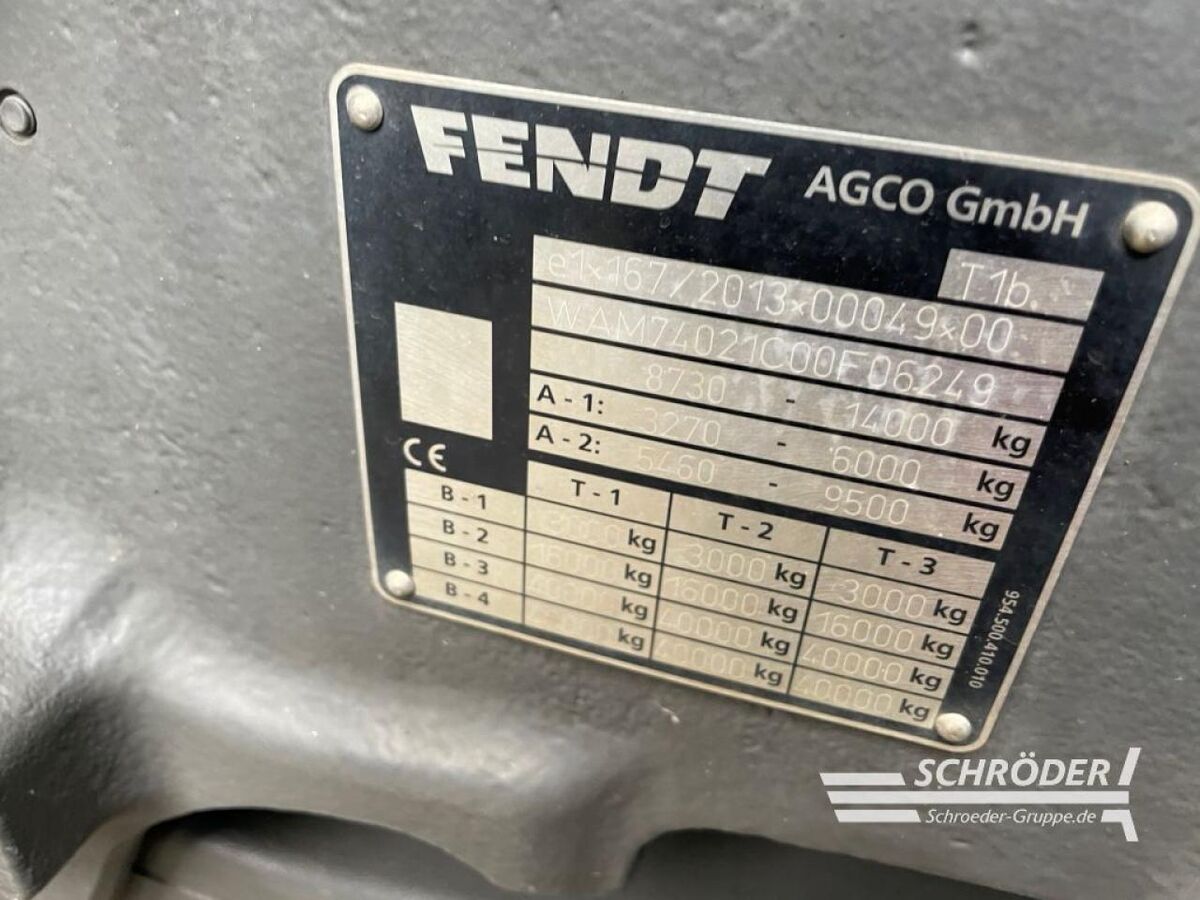 FENDT AGCO GmbH
T1b.
e1*167/2013*00049*00
WAM74021C00F06249
8730 - 14000 kg
A - 1: 3270 - 6000 kg
A - 2: 5460 - 9500 kg
CE
T - 1 T - 2 T - 3
B - 1 kg 3000 kg 3000 kg
B - 2 16000 kg 16000 kg 16000 kg
B - 3 kg 40000 kg 40000 kg
B - 4 kg 40000 kg 40000 kg
954.500.410.010
SCHRÖDER
Schroeder-Gruppe.de